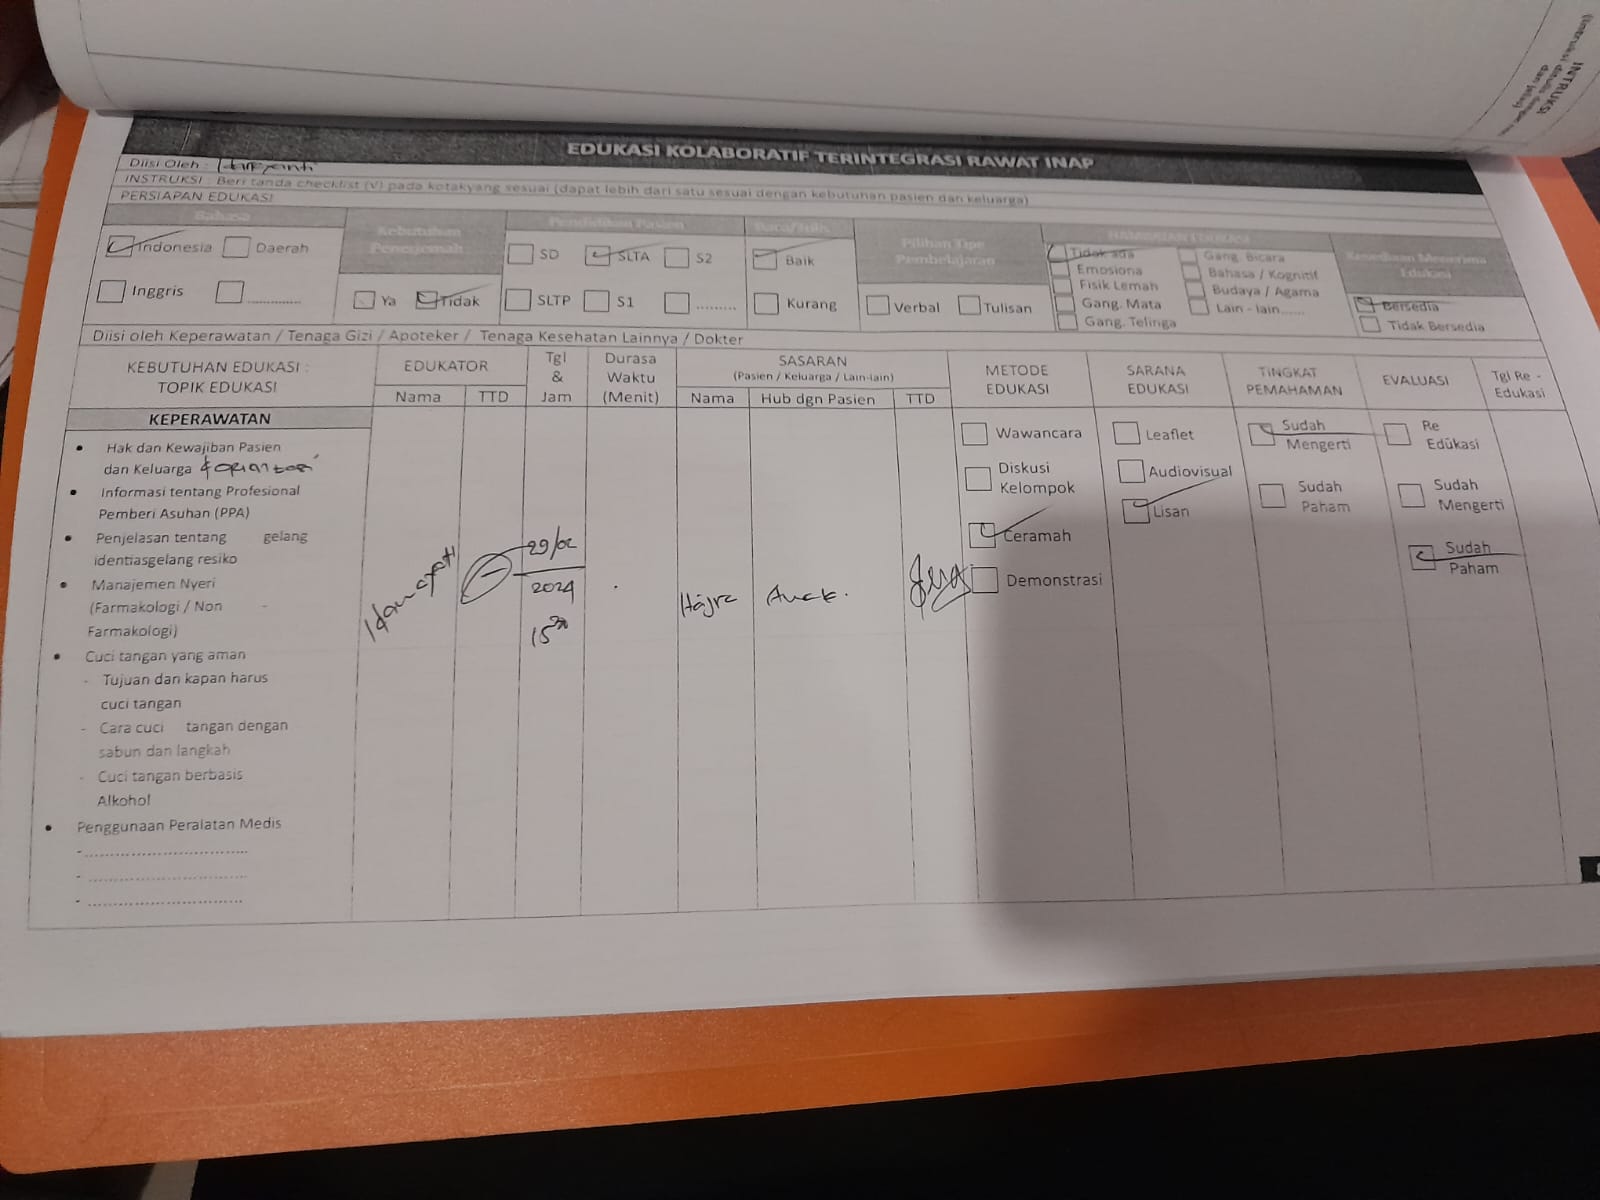 (Instruksi ditulis
dan jelas)
INTRUKSI
EDUKASI KOLABORATIF TERINTEGRASI RAWAT INAP
Diisi Oleh :
INSTRUKSI : Beri tanda checklist (√) pada kotakyang sesuai (dapat lebih dari satu sesuai dengan kebutuhan pasien dan keluarga)
PERSIAPAN EDUKASI
Bahasa
Indonesia Daerah
Inggris ..............
Kebutuhan
Penerjemah
Ya Tidak
Pendidikan Pasien
SD SLTA S2
SLTP S1 .........
Baca/Tulis
Baik
Kurang
Pilihan Tipe
Pembelajaran
Verbal Tulisan
HAMBATAN EDUKASI
Tidak ada Gang. Bicara
Emosiona Bahasa / Kognitif
Fisik Lemah Budaya / Agama
Gang. Mata Lain - lain......
Gang. Telinga
Kesediaan Menerima
Edukasi
Bersedia
Tidak Bersedia
Diisi oleh Keperawatan / Tenaga Gizi / Apoteker / Tenaga Kesehatan Lainnya / Dokter
KEBUTUHAN EDUKASI :
TOPIK EDUKASI
EDUKATOR
Nama TTD
Tgl
&
Jam
Durasa
Waktu
(Menit)
SASARAN
(Pasien / Keluarga / Lain-lain)
Nama Hub dgn Pasien TTD
METODE
EDUKASI
SARANA
EDUKASI
TINGKAT
PEMAHAMAN
EVALUASI
Tgl Re -
Edukasi
KEPERAWATAN
• Hak dan Kewajiban Pasien
dan Keluarga & orientasi
• Informasi tentang Profesional
Pemberi Asuhan (PPA)
• Penjelasan tentang gelang
identiasgelang resiko
• Manajemen Nyeri
(Farmakologi / Non -
Farmakologi)
• Cuci tangan yang aman
- Tujuan dan kapan harus
cuci tangan
- Cara cuci tangan dengan
sabun dan langkah
- Cuci tangan berbasis
Alkohol
• Penggunaan Peralatan Medis
-................................
-................................
-................................
29/02
2024
15
Hajra Anak.
Wawancara
Diskusi
Kelompok
Ceramah
Demonstrasi
Leaflet
Audiovisual
Lisan
Sudah
Mengerti
Sudah
Paham
Re
Edukasi
Sudah
Mengerti
Sudah
Paham